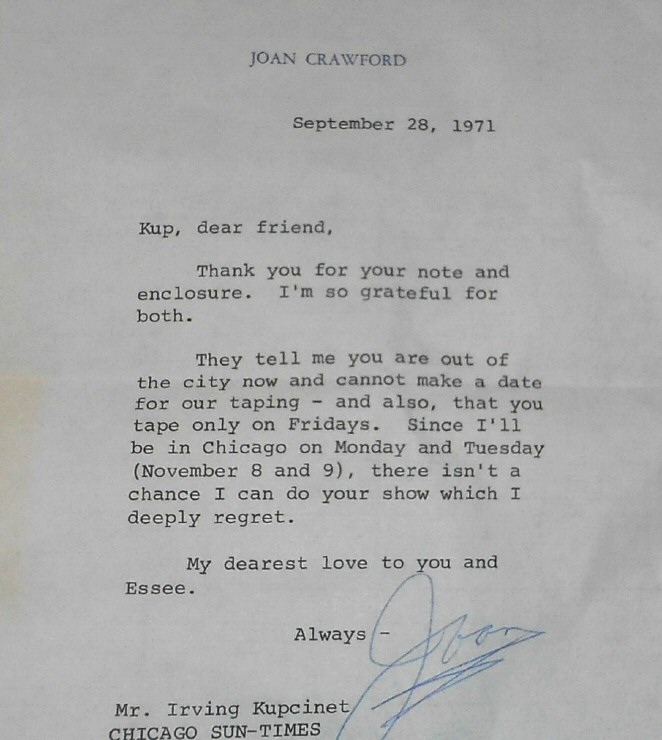 JOAN CRAWFORD
September 28, 1971
Kup, dear friend,
Thank you for your note and
enclosure. I'm so grateful for
both.
They tell me you are out of
the city now and cannot make a date
for our taping - and also, that you
tape only on Fridays. Since I'll
be in Chicago on Monday and Tuesday
(November 8 and 9), there isn't a
chance I can do your show which I
deeply regret.
My dearest love to you and
Essee.
Always - Joan
Mr. Irving Kupcinet
CHICAGO SUN-TIMES